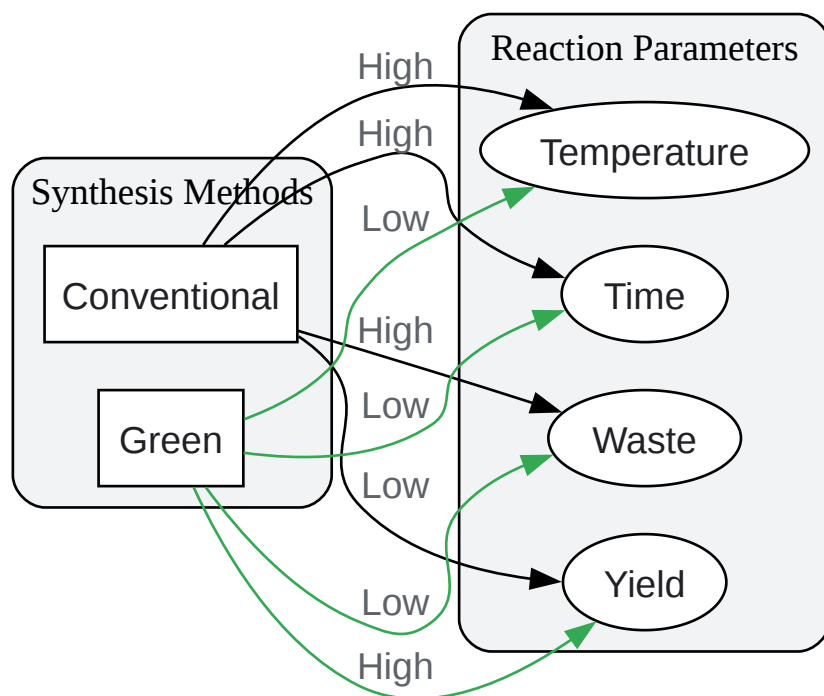 Reaction Parameters
High
High
Temperature
Synthesis Methods
Low
Conventional
Time
High
Low
Green
Waste
Low
Yield
Low
High